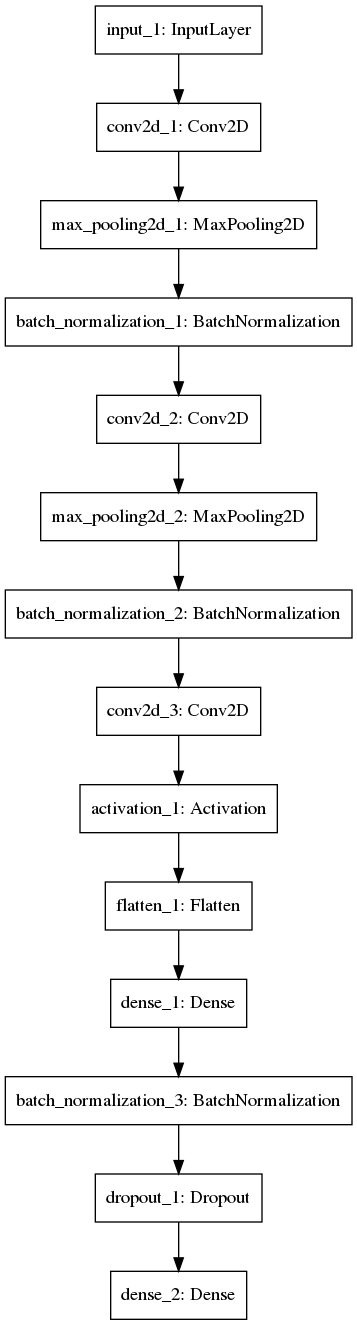 input_1: InputLayer
conv2d_1: Conv2D
max_pooling2d_1: MaxPooling2D
batch_normalization_1: BatchNormalization
conv2d_2: Conv2D
max_pooling2d_2: MaxPooling2D
batch_normalization_2: BatchNormalization
conv2d_3: Conv2D
activation_1: Activation
flatten_1: Flatten
dense_1: Dense
batch_normalization_3: BatchNormalization
dropout_1: Dropout
dense_2: Dense